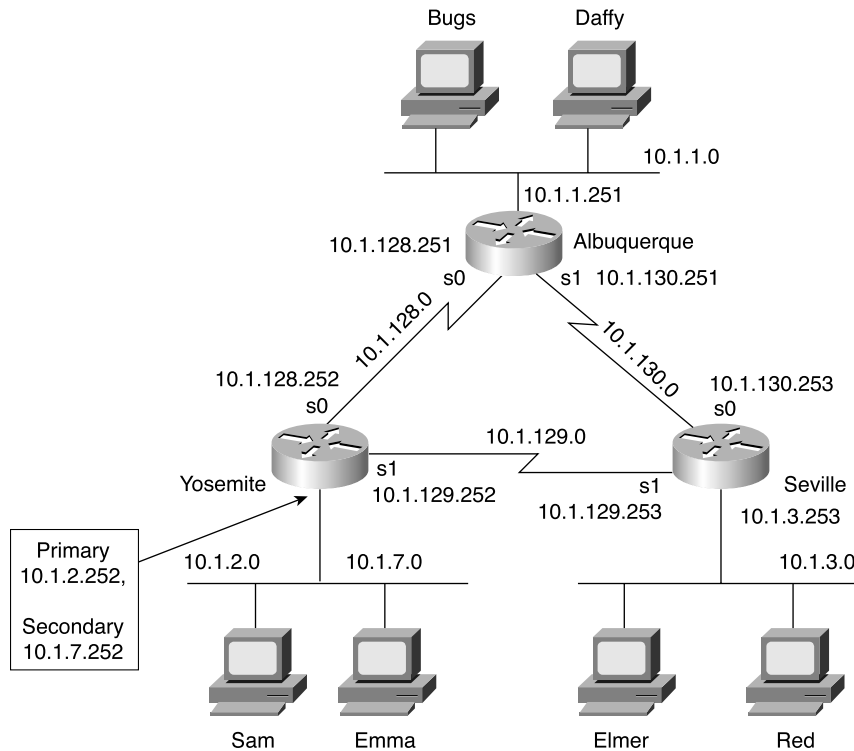 Bugs
Daffy
10.1.1.0
10.1.1.251
10.1.128.251
Albuquerque
s0
s1 10.1.130.251
10.1.128.0
10.1.130.0
10.1.128.252
s0
10.1.130.253
s0
10.1.129.0
s1
10.1.129.252
Yosemite
s1
10.1.129.253
Seville
10.1.3.253
Primary
10.1.2.252,
Secondary
10.1.7.252
10.1.2.0
10.1.7.0
10.1.3.0
Sam
Emma
Elmer
Red